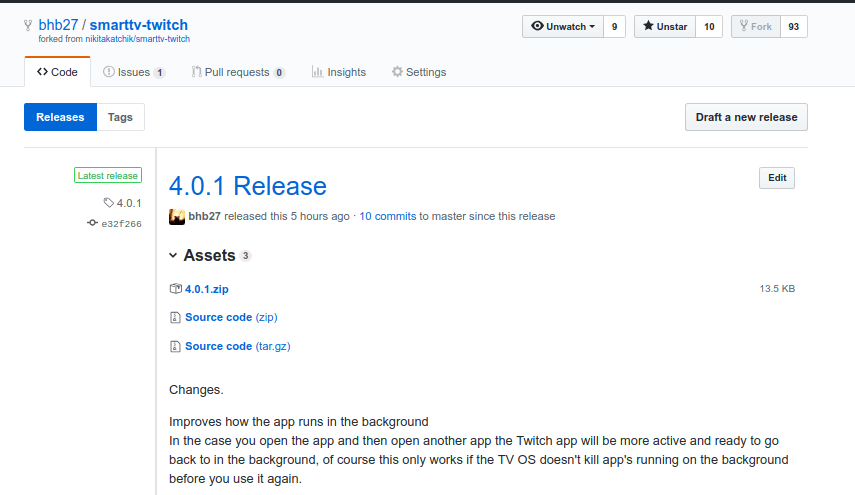 bhb27 / smarttv-twitch
Unwatch 9 Unstar 10 Fork 93
forked from nikitakatchik/smarttv-twitch
Code Issues 1 Pull requests 0 Insights Settings
Releases Tags Draft a new release
Latest release
4.0.1
e32f266
4.0.1 Release
Edit
bhb27 released this 5 hours ago · 10 commits to master since this release
Assets 3
4.0.1.zip 13.5 KB
Source code (zip)
Source code (tar.gz)
Changes.
Improves how the app runs in the background
In the case you open the app and then open another app the Twitch app will be more active and ready to go
back to in the background, of course this only works if the TV OS doesn't kill app's running on the background
before you use it again.